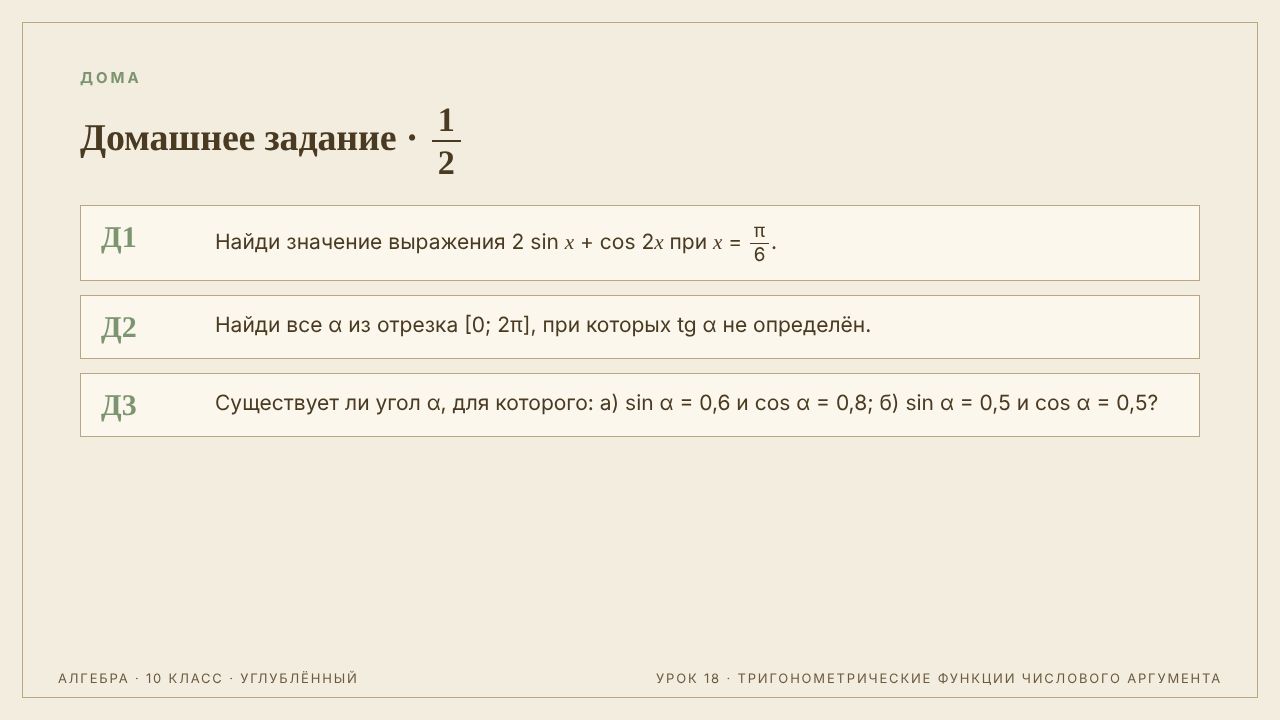 ДОМА
Домашнее задание · 1/2
Д1 Найди значение выражения 2 sin x + cos 2x при x = π/6.
Д2 Найди все α из отрезка [0; 2π], при которых tg α не определён.
Д3 Существует ли угол α, для которого: а) sin α = 0,6 и cos α = 0,8; б) sin α = 0,5 и cos α = 0,5?
АЛГЕБРА · 10 КЛАСС · УГЛУБЛЁННЫЙ
УРОК 18 · ТРИГОНОМЕТРИЧЕСКИЕ ФУНКЦИИ ЧИСЛОВОГО АРГУМЕНТА